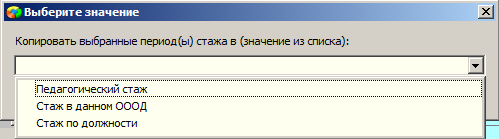 Выберите значение
Копировать выбранные период(ы) стажа в (значение из списка):
Педагогический стаж
Стаж в данном ОООД
Стаж по должности